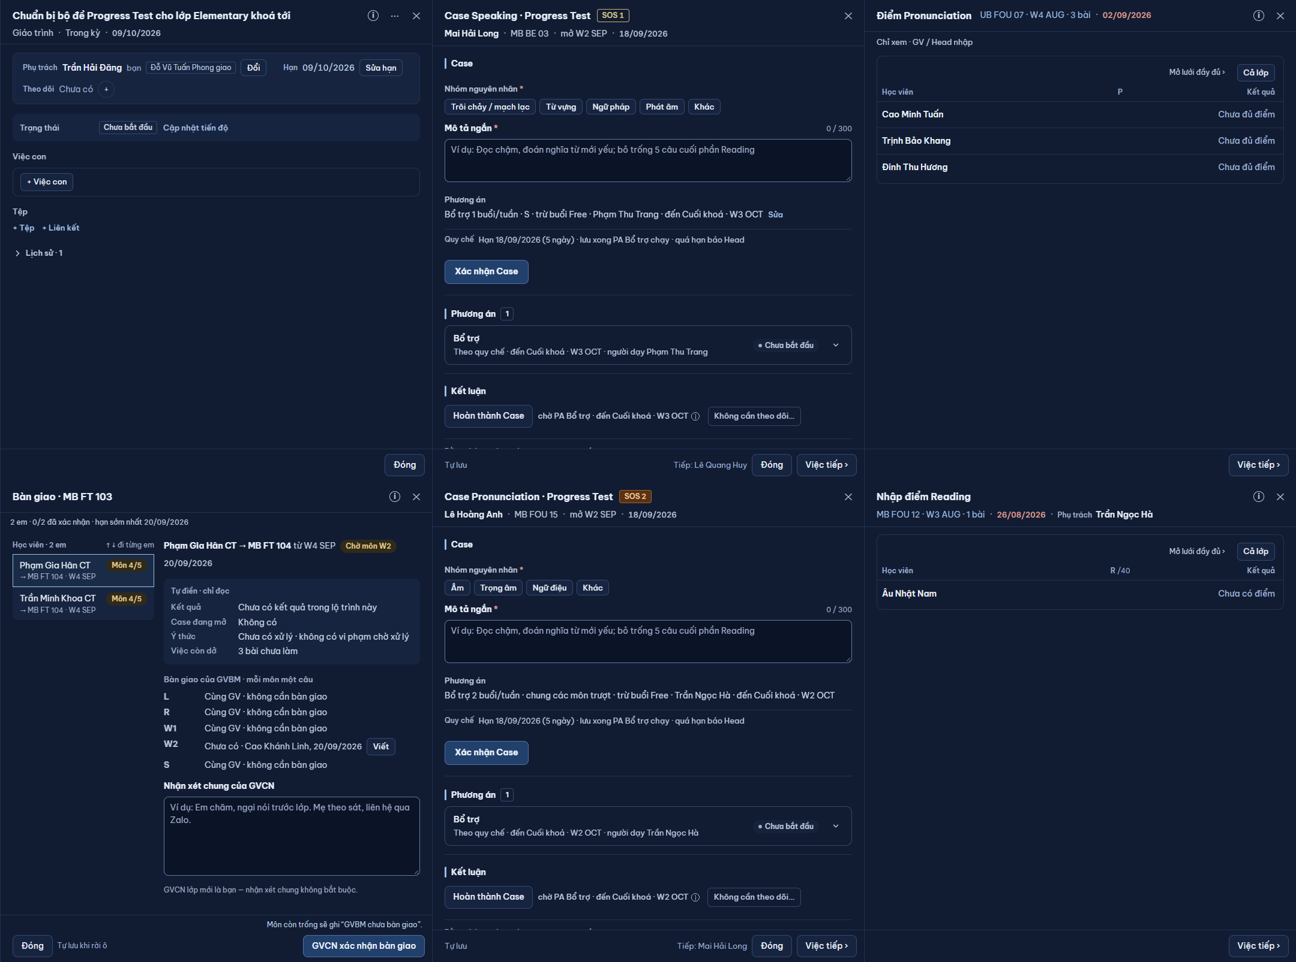 Chuẩn bị bộ đề Progress Test cho lớp Elementary khoá tới
Giáo trình · Trong kỳ · 09/10/2026
Phụ trách Trần Hải Đăng bạn Đỗ Vũ Tuấn Phong giao Đổi Hạn 09/10/2026 Sửa hạn
Theo dõi Chưa có +
Trạng thái Chưa bắt đầu Cập nhật tiến độ
Việc con
+ Việc con
Tệp
+ Tệp + Liên kết
Lịch sử · 1
Đóng
Case Speaking · Progress Test SOS 1
Mai Hải Long · MB BE 03 · mở W2 SEP · 18/09/2026
Case
Nhóm nguyên nhân *
Trôi chảy / mạch lạc Từ vựng Ngữ pháp Phát âm Khác
Mô tả ngắn * 0 / 300
Ví dụ: Đọc chậm, đoán nghĩa từ mới yếu; bỏ trống 5 câu cuối phần Reading
Phương án
Bổ trợ 1 buổi/tuần · S · trừ buổi Free · Phạm Thu Trang · đến Cuối khoá · W3 OCT Sửa
Quy chế Hạn 18/09/2026 (5 ngày) · lưu xong PA Bổ trợ chạy · quá hạn báo Head
Xác nhận Case
Phương án 1
Bổ trợ
Theo quy chế · đến Cuối khoá · W3 OCT · người dạy Phạm Thu Trang
Chưa bắt đầu
Kết luận
Hoàn thành Case chờ PA Bổ trợ · đến Cuối khoá · W3 OCT Không cần theo dõi...
Tự lưu Tiếp: Lê Quang Huy Đóng Việc tiếp ›
Điểm Pronunciation UB FOU 07 · W4 AUG · 3 bài · 02/09/2026
Chỉ xem · GV / Head nhập
Mở lưới đầy đủ › Cả lớp
Học viên P Kết quả
Cao Minh Tuấn Chưa đủ điểm
Trịnh Bảo Khang Chưa đủ điểm
Đinh Thu Hương Chưa đủ điểm
Việc tiếp ›
Bàn giao · MB FT 103
2 em · 0/2 đã xác nhận · hạn sớm nhất 20/09/2026
Học viên · 2 em ↑↓ đi từng em
Phạm Gia Hân CT Môn 4/5
→ MB FT 104 · W4 SEP
Trần Minh Khoa CT Môn 4/5
→ MB FT 104 · W4 SEP
Phạm Gia Hân CT → MB FT 104 từ W4 SEP Chờ môn W2
20/09/2026
Tự điền · chỉ đọc
Kết quả Chưa có kết quả trong lộ trình này
Case đang mở Không có
Ý thức Chưa có xử lý · không có vi phạm chờ xử lý
Việc còn dở 3 bài chưa làm
Bàn giao của GVBM · mỗi môn một câu
L Cùng GV · không cần bàn giao
R Cùng GV · không cần bàn giao
W1 Cùng GV · không cần bàn giao
W2 Chưa có · Cao Khánh Linh, 20/09/2026 Viết
S Cùng GV · không cần bàn giao
Nhận xét chung của GVCN
Ví dụ: Em chăm, ngại nói trước lớp. Mẹ theo sát, liên hệ qua
Zalo.
GVCN lớp mới là bạn — nhận xét chung không bắt buộc.
Môn còn trống sẽ ghi “GVBM chưa bàn giao”.
Đóng Tự lưu khi rời ô GVCN xác nhận bàn giao
Case Pronunciation · Progress Test SOS 2
Lê Hoàng Anh · MB FOU 15 · mở W2 SEP · 18/09/2026
Case
Nhóm nguyên nhân *
Âm Trọng âm Ngữ điệu Khác
Mô tả ngắn * 0 / 300
Ví dụ: Đọc chậm, đoán nghĩa từ mới yếu; bỏ trống 5 câu cuối phần Reading
Phương án
Bổ trợ 2 buổi/tuần · chung các môn trượt · trừ buổi Free · Trần Ngọc Hà · đến Cuối khoá · W2 OCT
Quy chế Hạn 18/09/2026 (5 ngày) · lưu xong PA Bổ trợ chạy · quá hạn báo Head
Xác nhận Case
Phương án 1
Bổ trợ
Theo quy chế · đến Cuối khoá · W2 OCT · người dạy Trần Ngọc Hà
Chưa bắt đầu
Kết luận
Hoàn thành Case chờ PA Bổ trợ · đến Cuối khoá · W2 OCT Không cần theo dõi...
Tự lưu Tiếp: Mai Hải Long Đóng Việc tiếp ›
Nhập điểm Reading
MB FOU 12 · W3 AUG · 1 bài · 26/08/2026 · Phụ trách Trần Ngọc Hà
Mở lưới đầy đủ › Cả lớp
Học viên R /40 Kết quả
Âu Nhật Nam Chưa có điểm
Việc tiếp ›